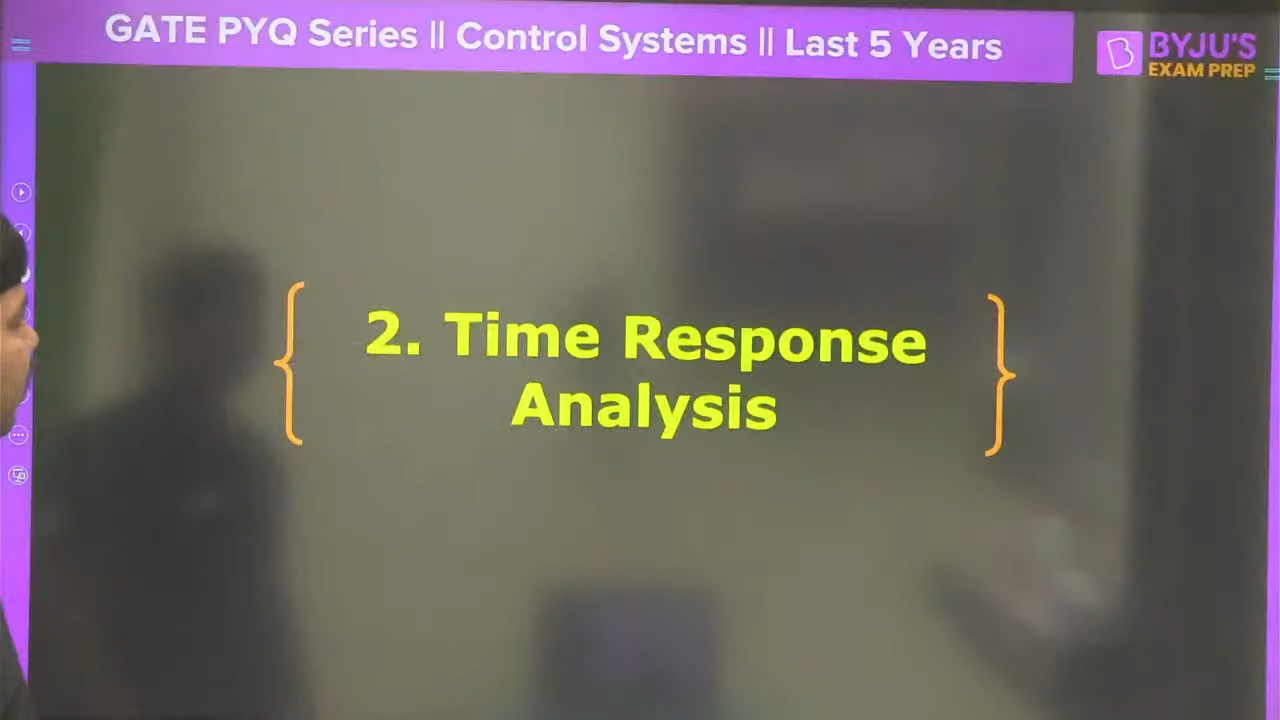 GATE PYQ Series || Control Systems || Last 5 Years
BYJU'S
EXAM PREP
2. Time Response
Analysis